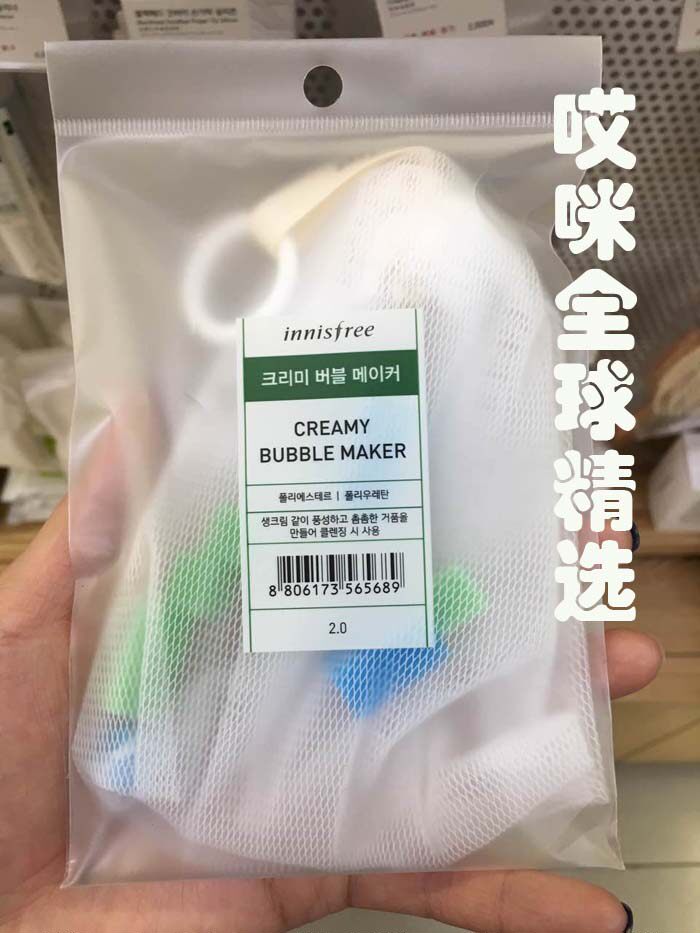 innisfree
크리미 버블 메이커
CREAMY
BUBBLE MAKER
폴리에스테르 | 폴리우레탄
생크림 같이 풍성하고 촘촘한 거품을
만들어 클렌징 시 사용
8 806173 565689
2.0
哎咪全球精选